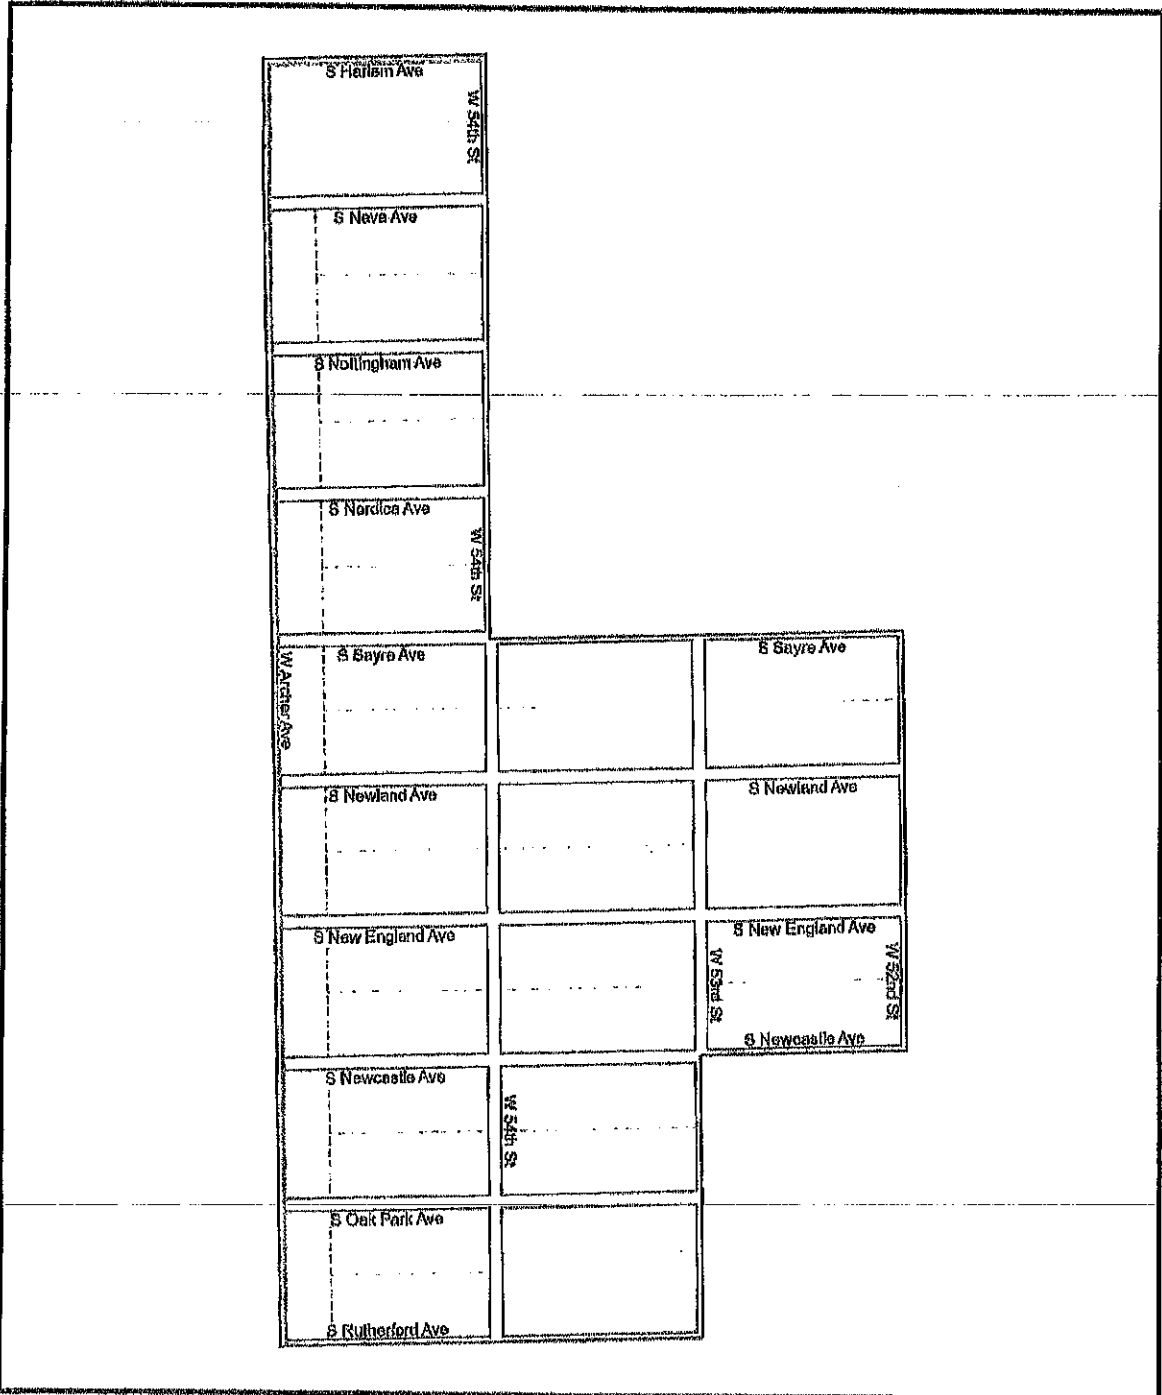 S Harlem Ave
W 54th St
S Neva Ave
S Nottingham Ave
S Nordica Ave
W 54th St
S Sayre Ave
S Sayre Ave
W Archer Ave
S Newland Ave
S Newland Ave
S New England Ave
S New England Ave
W 53rd St
W 52nd St
S Newcastle Ave
S Newcastle Ave
W 54th St
S Oak Park Ave
S Rutherford Ave